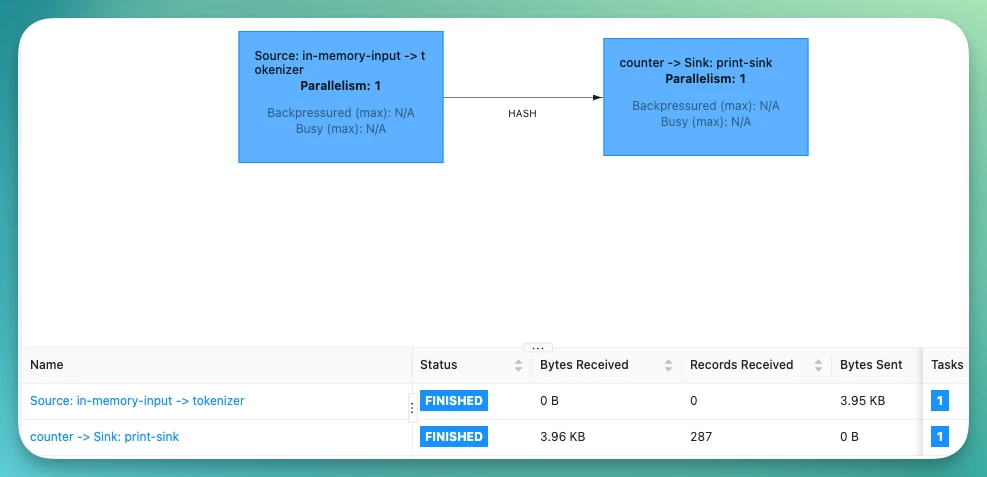 Source: in-memory-input -> t
okenizer
Parallelism: 1
Backpressured (max): N/A
Busy (max): N/A
HASH
counter -> Sink: print-sink
Parallelism: 1
Backpressured (max): N/A
Busy (max): N/A
Name Status Bytes Received Records Received Bytes Sent Tasks
Source: in-memory-input -> tokenizer FINISHED 0 B 0 3.95 KB 1
counter -> Sink: print-sink FINISHED 3.96 KB 287 0 B 1